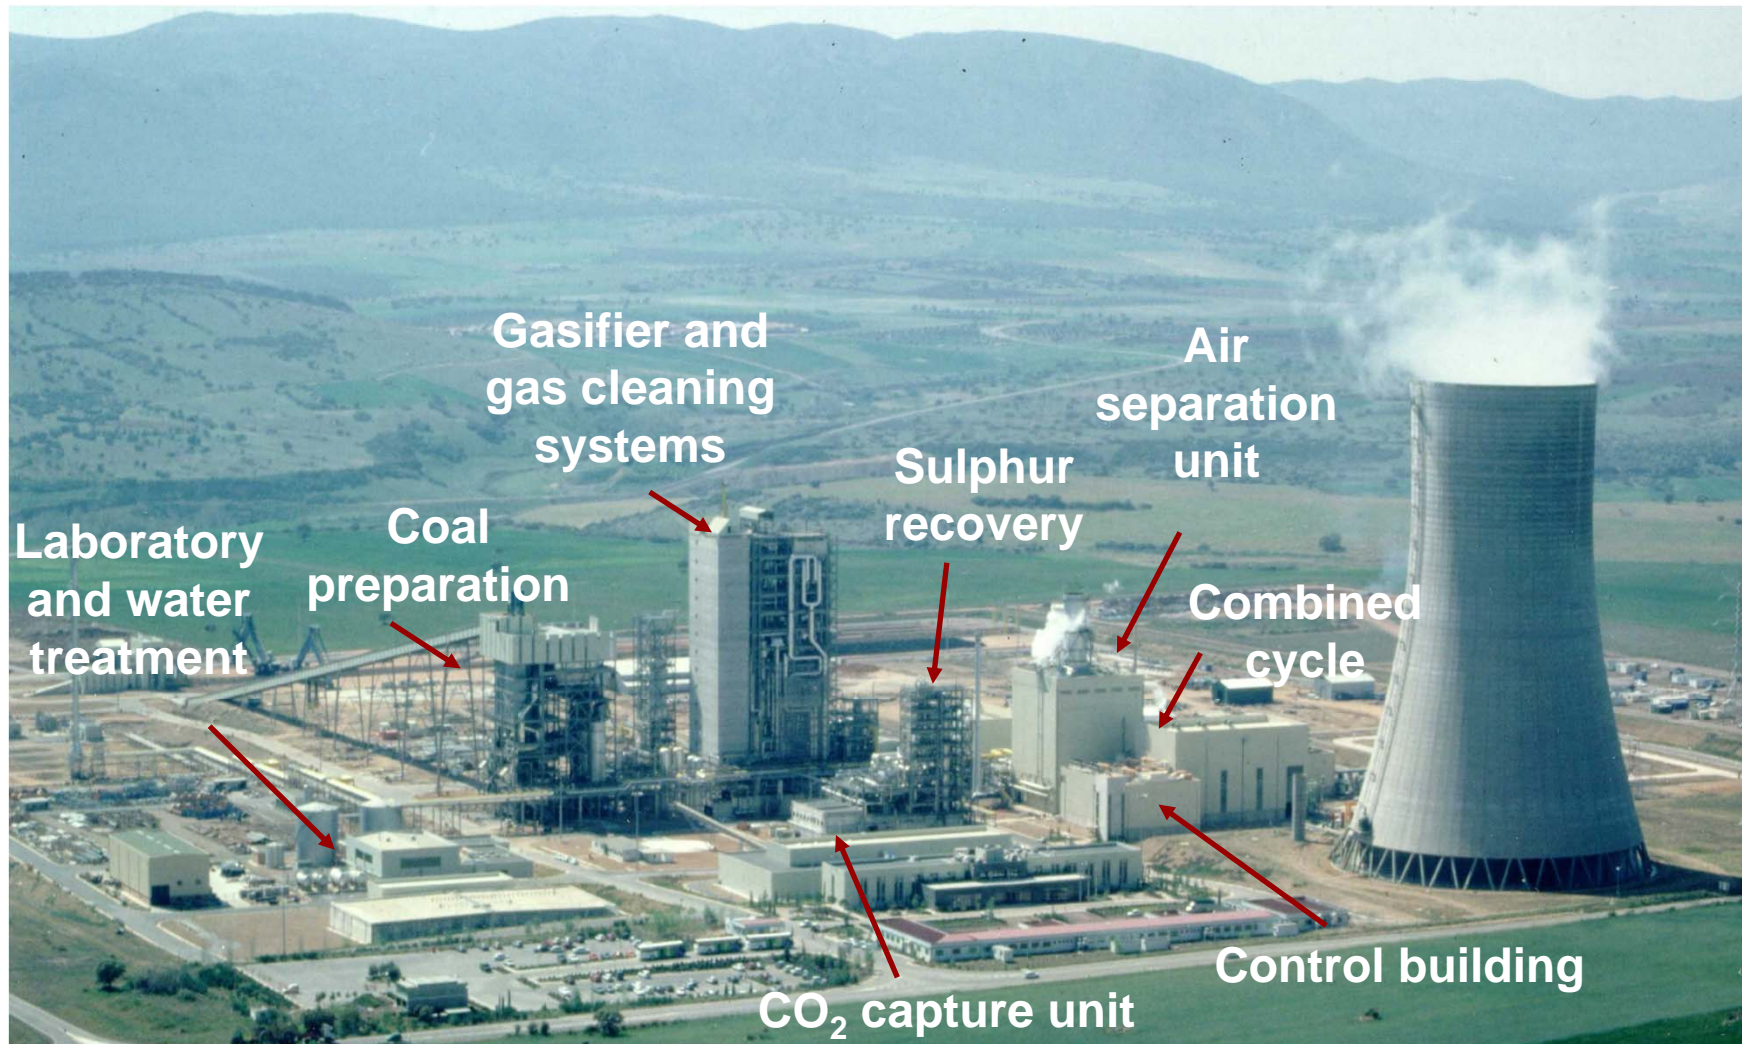 Gasifier and
gas cleaning
systems
Air
separation
unit
Sulphur
recovery
Coal
preparation
Laboratory
and water
treatment
Combined
cycle
Control building
CO₂ capture unit